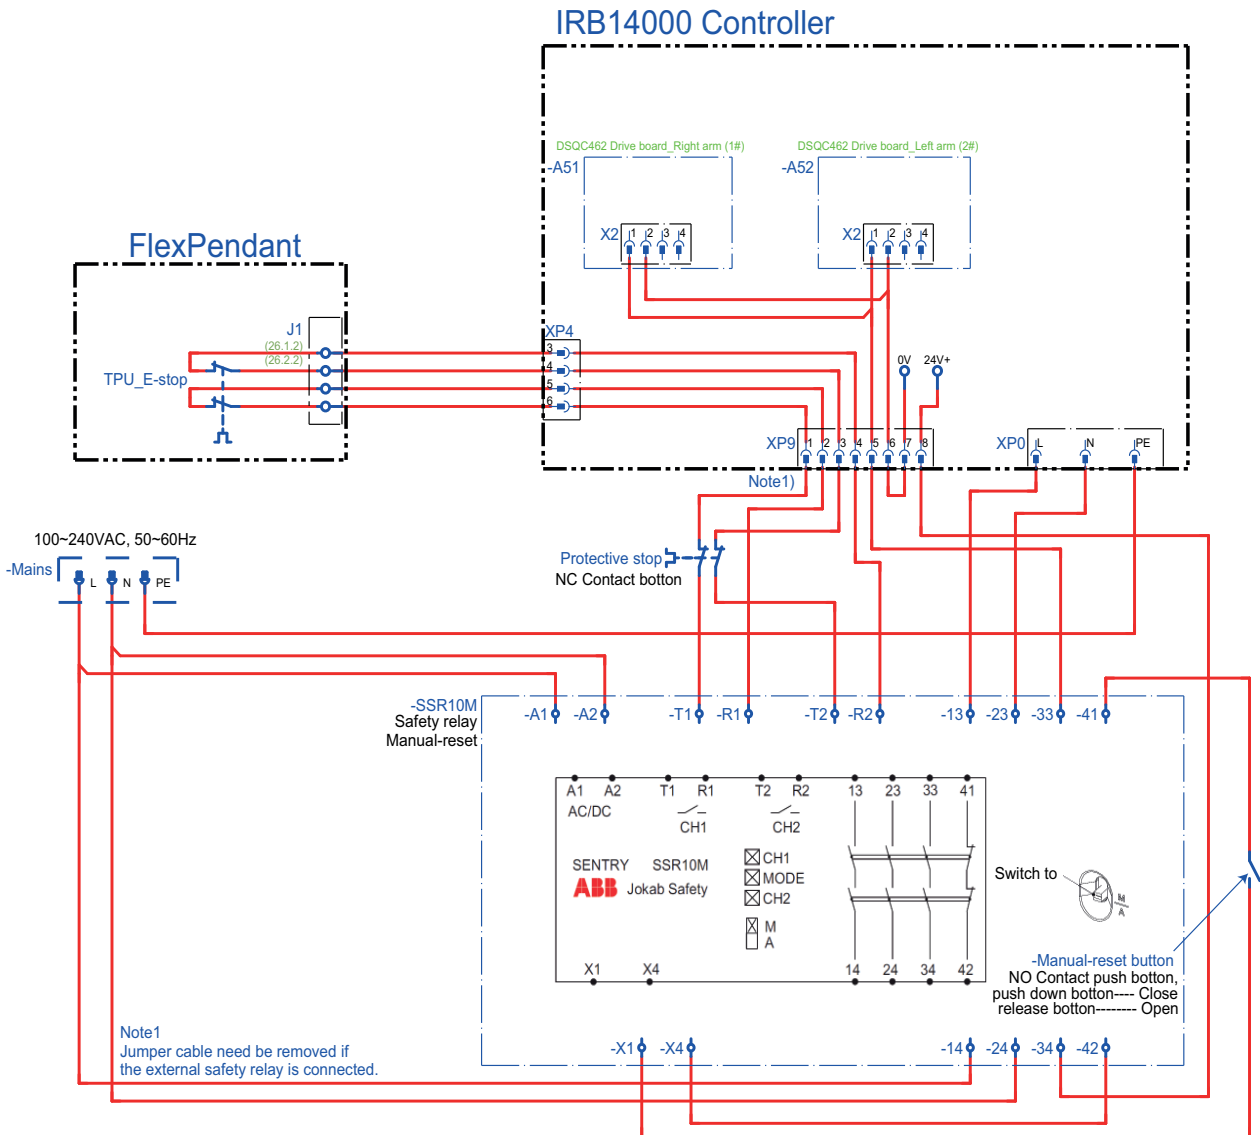 IRB14000 Controller
DSQC462 Drive board_Right arm (1#)
DSQC462 Drive board_Left arm (2#)
-A51
-A52
X2 1 2 3 4
X2 1 2 3 4
FlexPendant
J1
(26.1.2)
(26.2.2)
TPU_E-stop
XP4
3
4
5
6
0V
24V+
XP9 1 2 3 4 5 6 7 8
XP0 L N PE
Note1)
100~240VAC, 50~60Hz
-Mains
L N PE
Protective stop
NC Contact botton
-SSR10M
Safety relay
Manual-reset
-A1 -A2 -T1 -R1 -T2 -R2 -13 -23 -33 -41
A1 A2 T1 R1 T2 R2 13 23 33 41
AC/DC
CH1
CH2
SENTRY SSR10M
ABB Jokab Safety
CH1
MODE
CH2
M
A
X1 X4 14 24 34 42
Switch to
M
A
-Manual-reset button
NO Contact push botton,
push down botton---- Close
release botton-------- Open
Note1
Jumper cable need be removed if
the external safety relay is connected.
-X1 -X4 -14 -24 -34 -42